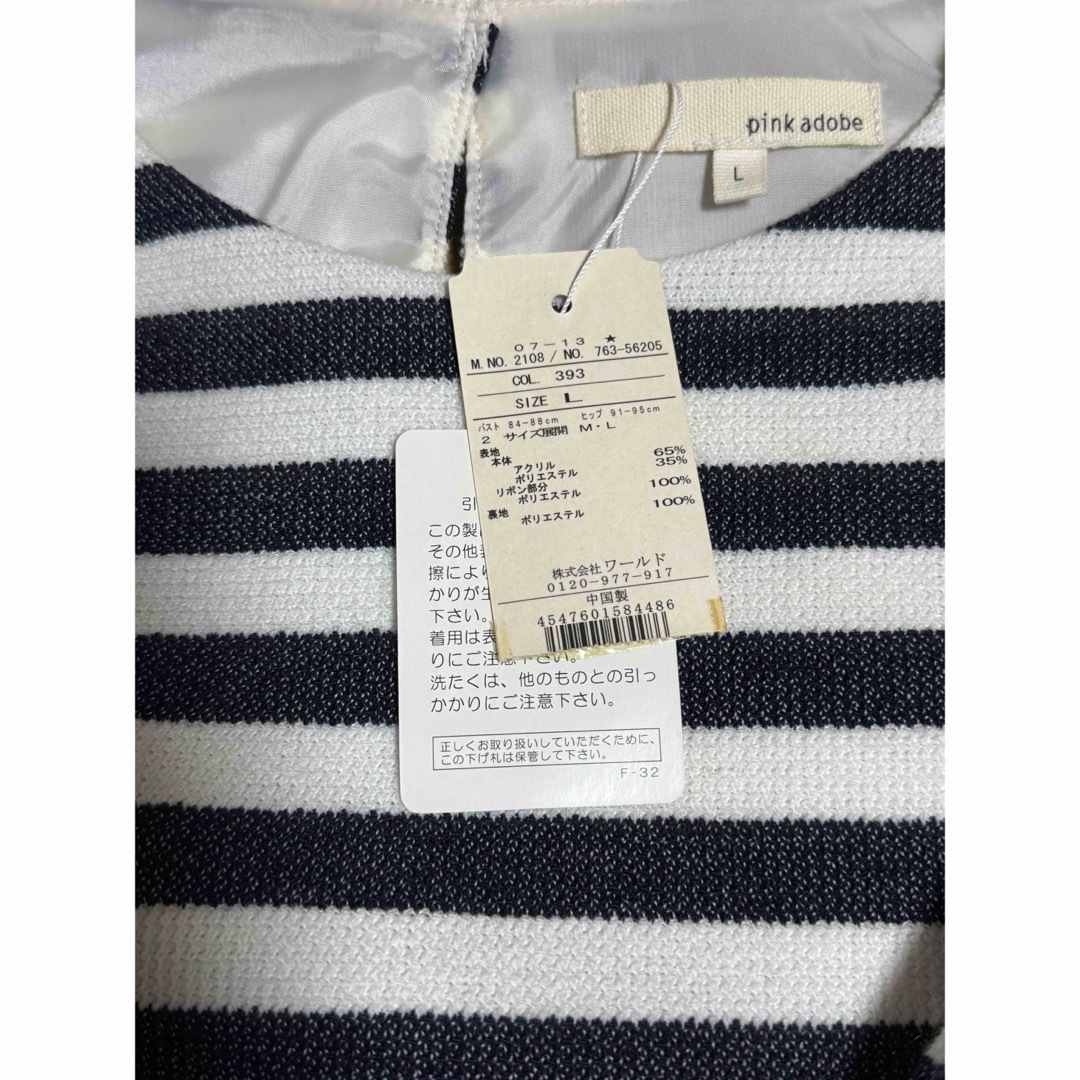 pink adobe
L
07-13 ★
M.NO. 2108 / NO. 763-56205
COL. 393
SIZE L
バスト 84-88cm ヒップ 91-95cm
2 サイズ展開 M・L
表地
本体
アクリル 65%
ポリエステル 35%
リボン部分
ポリエステル 100%
裏地
ポリエステル 100%
株式会社ワールド
0120-977-917
中国製
4547601584486
引
この製
その他
擦により
かりが生
下さい。
着用は表
りにご注意下さい。
洗たくは、他のものとの引っ
かかりにご注意下さい。
正しくお取り扱いしていただくために、
この下げ札は保管して下さい。
F-32